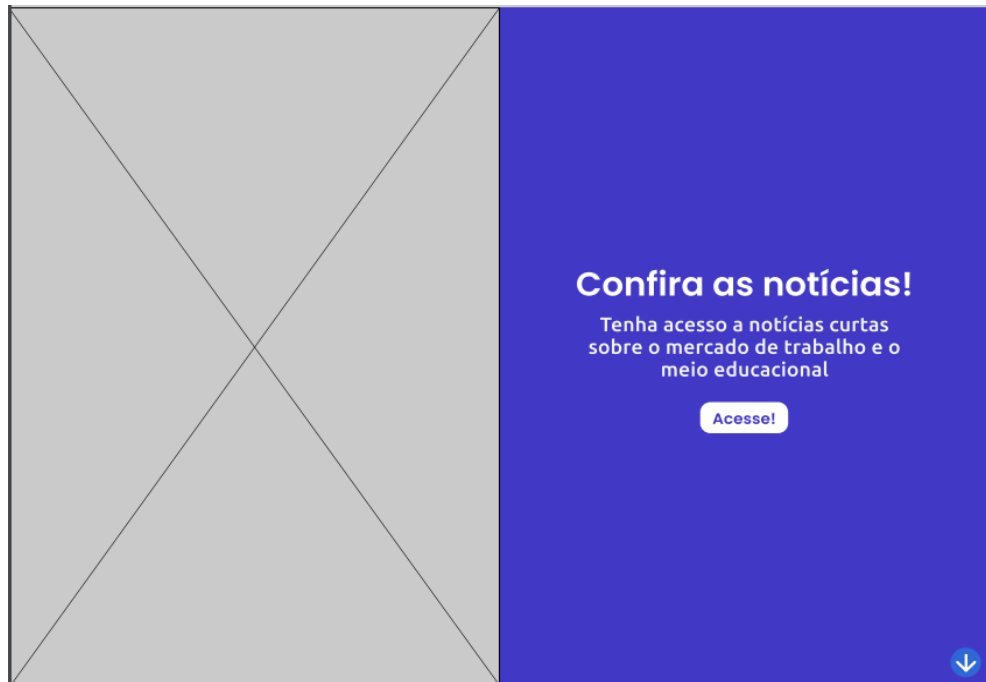 Confira as notícias!
Tenha acesso a notícias curtas
sobre o mercado de trabalho e o
meio educacional
Acesse!